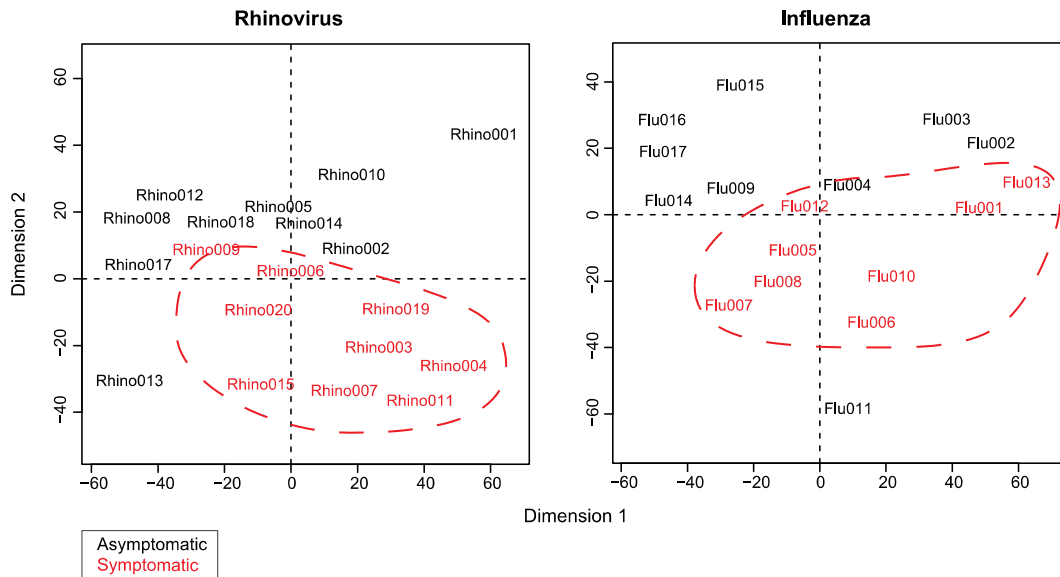 Rhinovirus
Influenza
Dimension 2
60
40
20
0
−20
−40
−60 −40 −20 0 20 40 60
Rhino001
Rhino010
Rhino012
Rhino005
Rhino008
Rhino018
Rhino014
Rhino009
Rhino002
Rhino017
Rhino006
Rhino020
Rhino019
Rhino003
Rhino004
Rhino013
Rhino015
Rhino007
Rhino011
40
20
0
−20
−40
−60
−60 −40 −20 0 20 40 60
Flu015
Flu016
Flu003
Flu002
Flu017
Flu013
Flu009
Flu004
Flu014
Flu012
Flu001
Flu005
Flu008
Flu010
Flu007
Flu006
Flu011
Dimension 1
Asymptomatic
Symptomatic